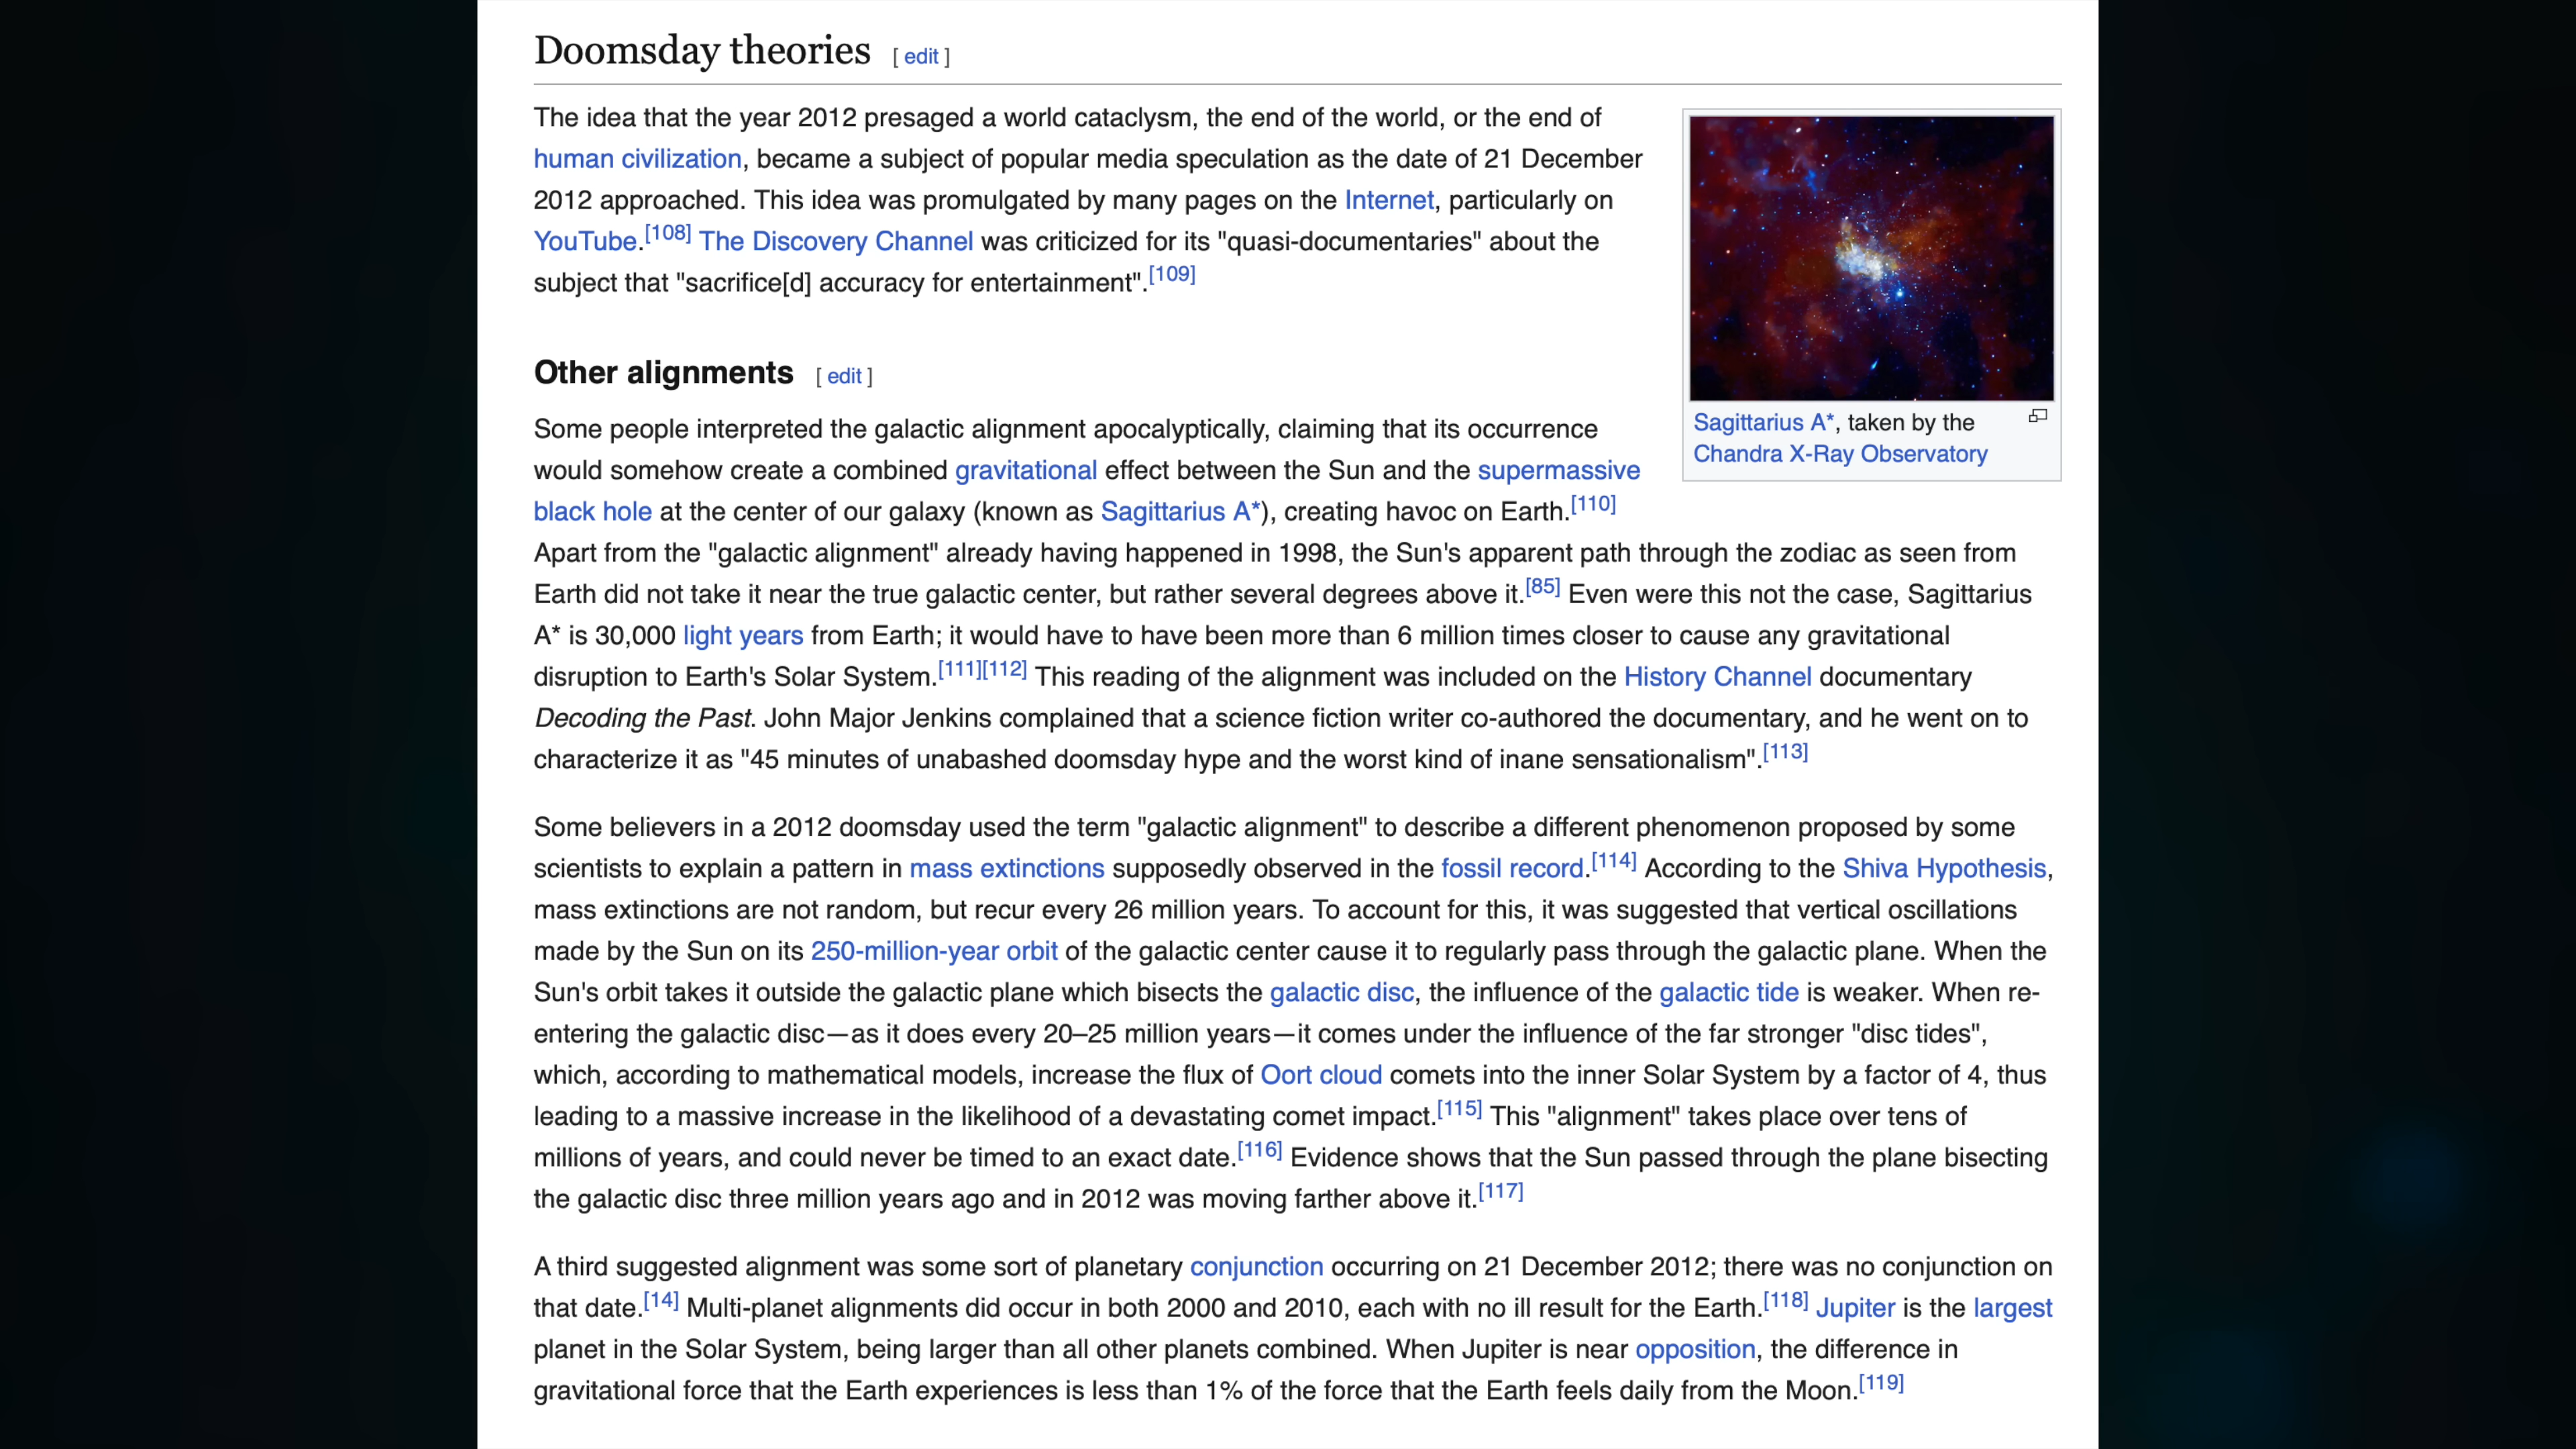 Doomsday theories [ edit ]
The idea that the year 2012 presaged a world cataclysm, the end of the world, or the end of
human civilization, became a subject of popular media speculation as the date of 21 December
2012 approached. This idea was promulgated by many pages on the Internet, particularly on
YouTube.[108] The Discovery Channel was criticized for its "quasi-documentaries" about the
subject that "sacrifice[d] accuracy for entertainment".[109]
Sagittarius A*, taken by the
Chandra X-Ray Observatory
Other alignments [ edit ]
Some people interpreted the galactic alignment apocalyptically, claiming that its occurrence
would somehow create a combined gravitational effect between the Sun and the supermassive
black hole at the center of our galaxy (known as Sagittarius A*), creating havoc on Earth.[110]
Apart from the "galactic alignment" already having happened in 1998, the Sun's apparent path through the zodiac as seen from
Earth did not take it near the true galactic center, but rather several degrees above it.[85] Even were this not the case, Sagittarius
A* is 30,000 light years from Earth; it would have to have been more than 6 million times closer to cause any gravitational
disruption to Earth's Solar System.[111][112] This reading of the alignment was included on the History Channel documentary
Decoding the Past. John Major Jenkins complained that a science fiction writer co-authored the documentary, and he went on to
characterize it as "45 minutes of unabashed doomsday hype and the worst kind of inane sensationalism".[113]
Some believers in a 2012 doomsday used the term "galactic alignment" to describe a different phenomenon proposed by some
scientists to explain a pattern in mass extinctions supposedly observed in the fossil record.[114] According to the Shiva Hypothesis,
mass extinctions are not random, but recur every 26 million years. To account for this, it was suggested that vertical oscillations
made by the Sun on its 250-million-year orbit of the galactic center cause it to regularly pass through the galactic plane. When the
Sun's orbit takes it outside the galactic plane which bisects the galactic disc, the influence of the galactic tide is weaker. When re-
entering the galactic disc—as it does every 20–25 million years—it comes under the influence of the far stronger "disc tides",
which, according to mathematical models, increase the flux of Oort cloud comets into the inner Solar System by a factor of 4, thus
leading to a massive increase in the likelihood of a devastating comet impact.[115] This "alignment" takes place over tens of
millions of years, and could never be timed to an exact date.[116] Evidence shows that the Sun passed through the plane bisecting
the galactic disc three million years ago and in 2012 was moving farther above it.[117]
A third suggested alignment was some sort of planetary conjunction occurring on 21 December 2012; there was no conjunction on
that date.[14] Multi-planet alignments did occur in both 2000 and 2010, each with no ill result for the Earth.[118] Jupiter is the largest
planet in the Solar System, being larger than all other planets combined. When Jupiter is near opposition, the difference in
gravitational force that the Earth experiences is less than 1% of the force that the Earth feels daily from the Moon.[119]